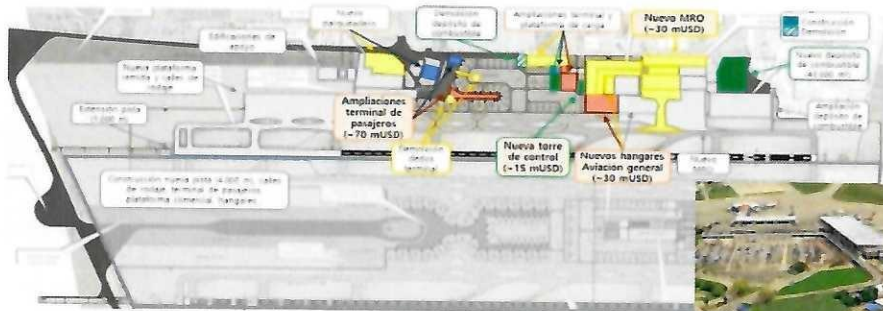 Nuevo
parqueadero
Demolición
depósito de
combustible
Ampliaciones terminal y
plataforma de carga
Nuevo MRO
(~30 mUSD)
Construcción
Demolición
Edificaciones de
apoyo
Nuevo depósito
de combustible
Nueva plataforma
de rodaje
Extensión pista
Ampliaciones
terminal de
pasajeros
(~70 mUSD)
Ampliación
depósito de
combustible
Demolición
terminal
Nueva torre
de control
(~15 mUSD)
Nuevos hangares
Aviación general
(~30 mUSD)
Nuevo
Construcción nueva pista calles
de rodaje terminal de pasajeros
plataforma comercial hangares